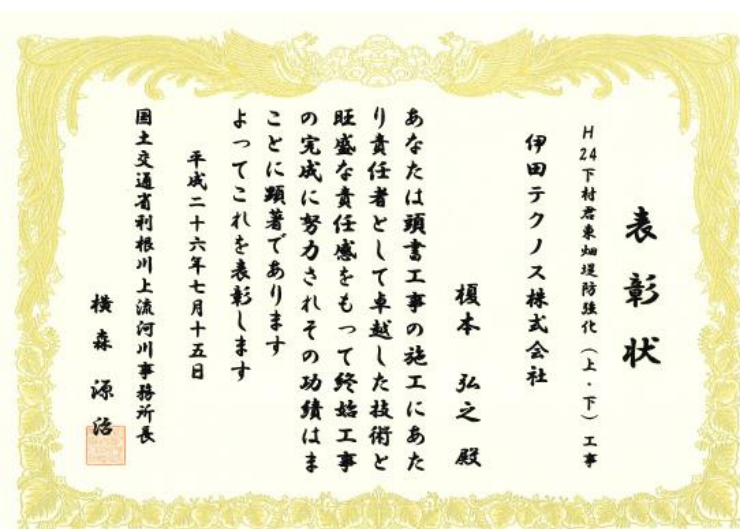 表彰状
H24下村君東畑堤防強化（上・下）工事
伊田テクノス株式会社
榎本 弘之 殿
あなたは頭書工事の施工にあた
り責任者として卓越した技術と
旺盛な責任感をもって終始工事
の完成に努力されその功績はま
ことに顕著であります
よってこれを表彰します
平成二十六年七月十五日
国土交通省利根川上流河川事務所長
横森 源治